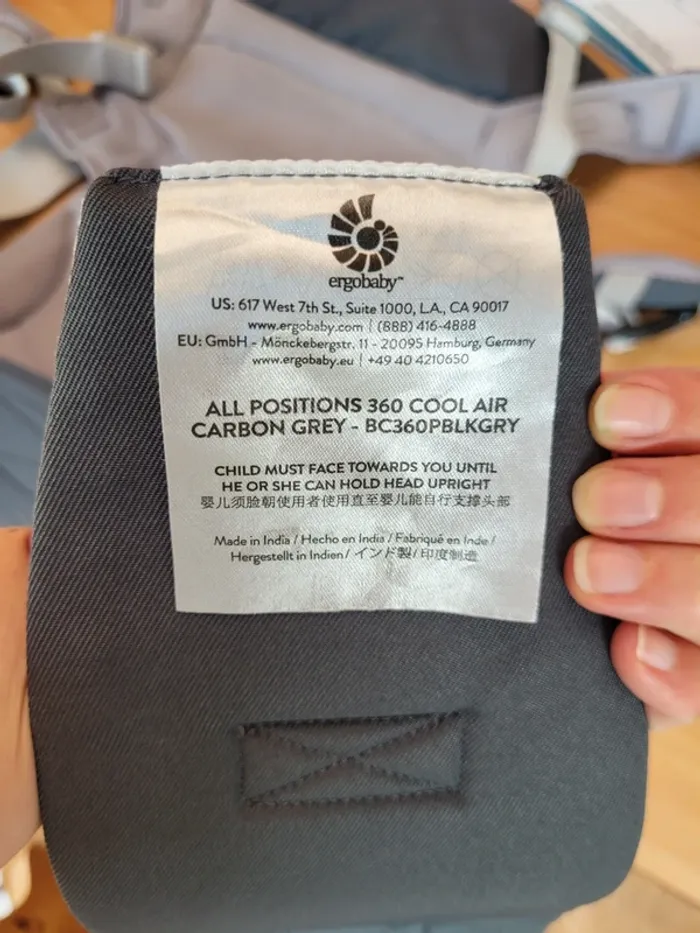 ergobaby™
US: 617 West 7th St., Suite 1000, L.A., CA 90017
www.ergobaby.com | (888) 416-4888
EU: GmbH - Mönckebergstr. 11 - 20095 Hamburg, Germany
www.ergobaby.eu | +49 40 4210650
ALL POSITIONS 360 COOL AIR
CARBON GREY - BC360PBLKGRY
CHILD MUST FACE TOWARDS YOU UNTIL
HE OR SHE CAN HOLD HEAD UPRIGHT
婴儿须脸朝使用者使用直至婴儿能自行支撑头部
Made in India / Hecho en India / Fabriqué en Inde /
Hergestellt in Indien / インド製 / 印度制造